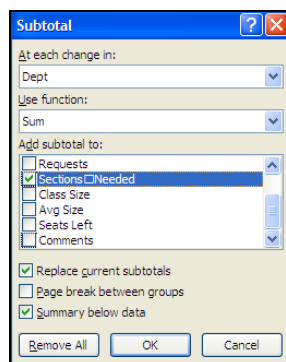 Subtotal
At each change in:
Dept
Use function:
Sum
Add subtotal to:
Requests
Sections□Needed
Class Size
Avg Size
Seats Left
Comments
Replace current subtotals
Page break between groups
Summary below data
Remove All OK Cancel